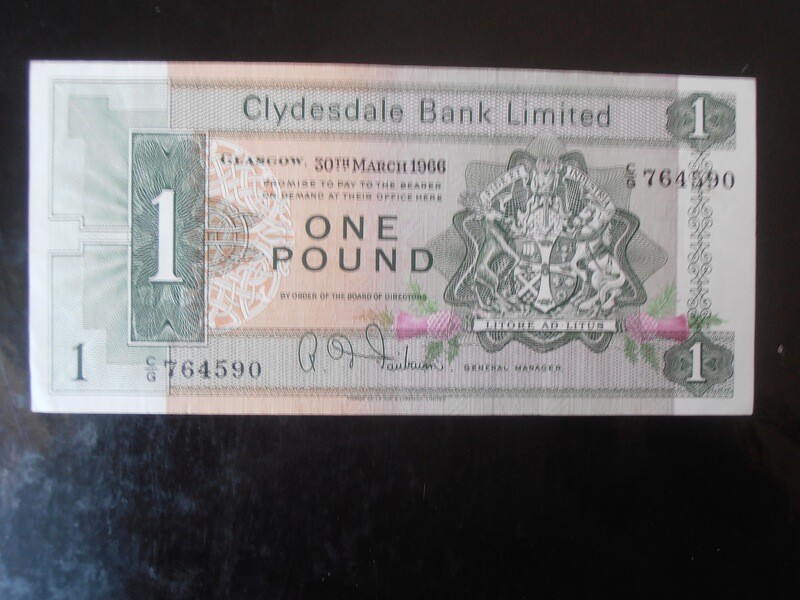 Clydesdale Bank Limited
1
GLASGOW, 30TH MARCH 1966
C/G 764590
PROMISE TO PAY TO THE BEARER
ON DEMAND AT THEIR OFFICE HERE
1
ONE
POUND
BY ORDER OF THE BOARD OF DIRECTORS
LITORE AD LITUS
1
C/G 764590
GENERAL MANAGER.
1